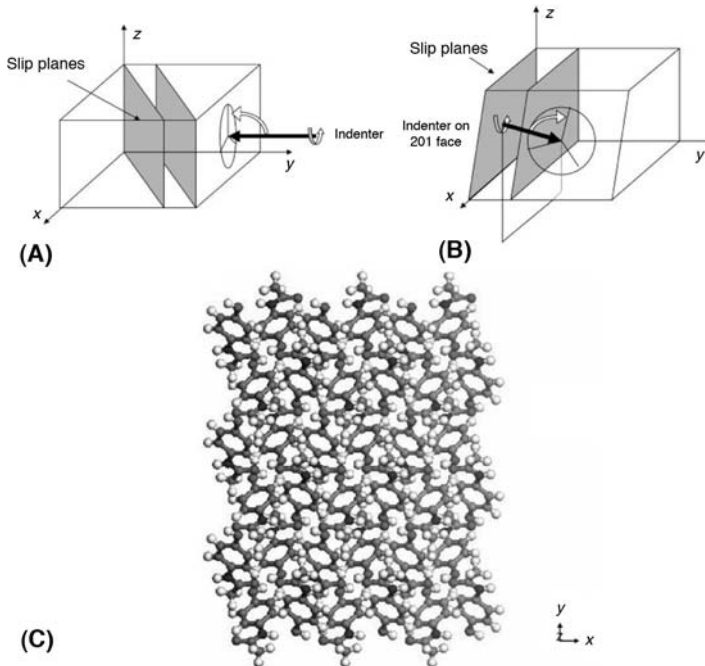 z
Slip planes
Indenter
y
x
(A)
z
Slip planes
Indenter on
201 face
y
x
(B)
(C)
y
z
x